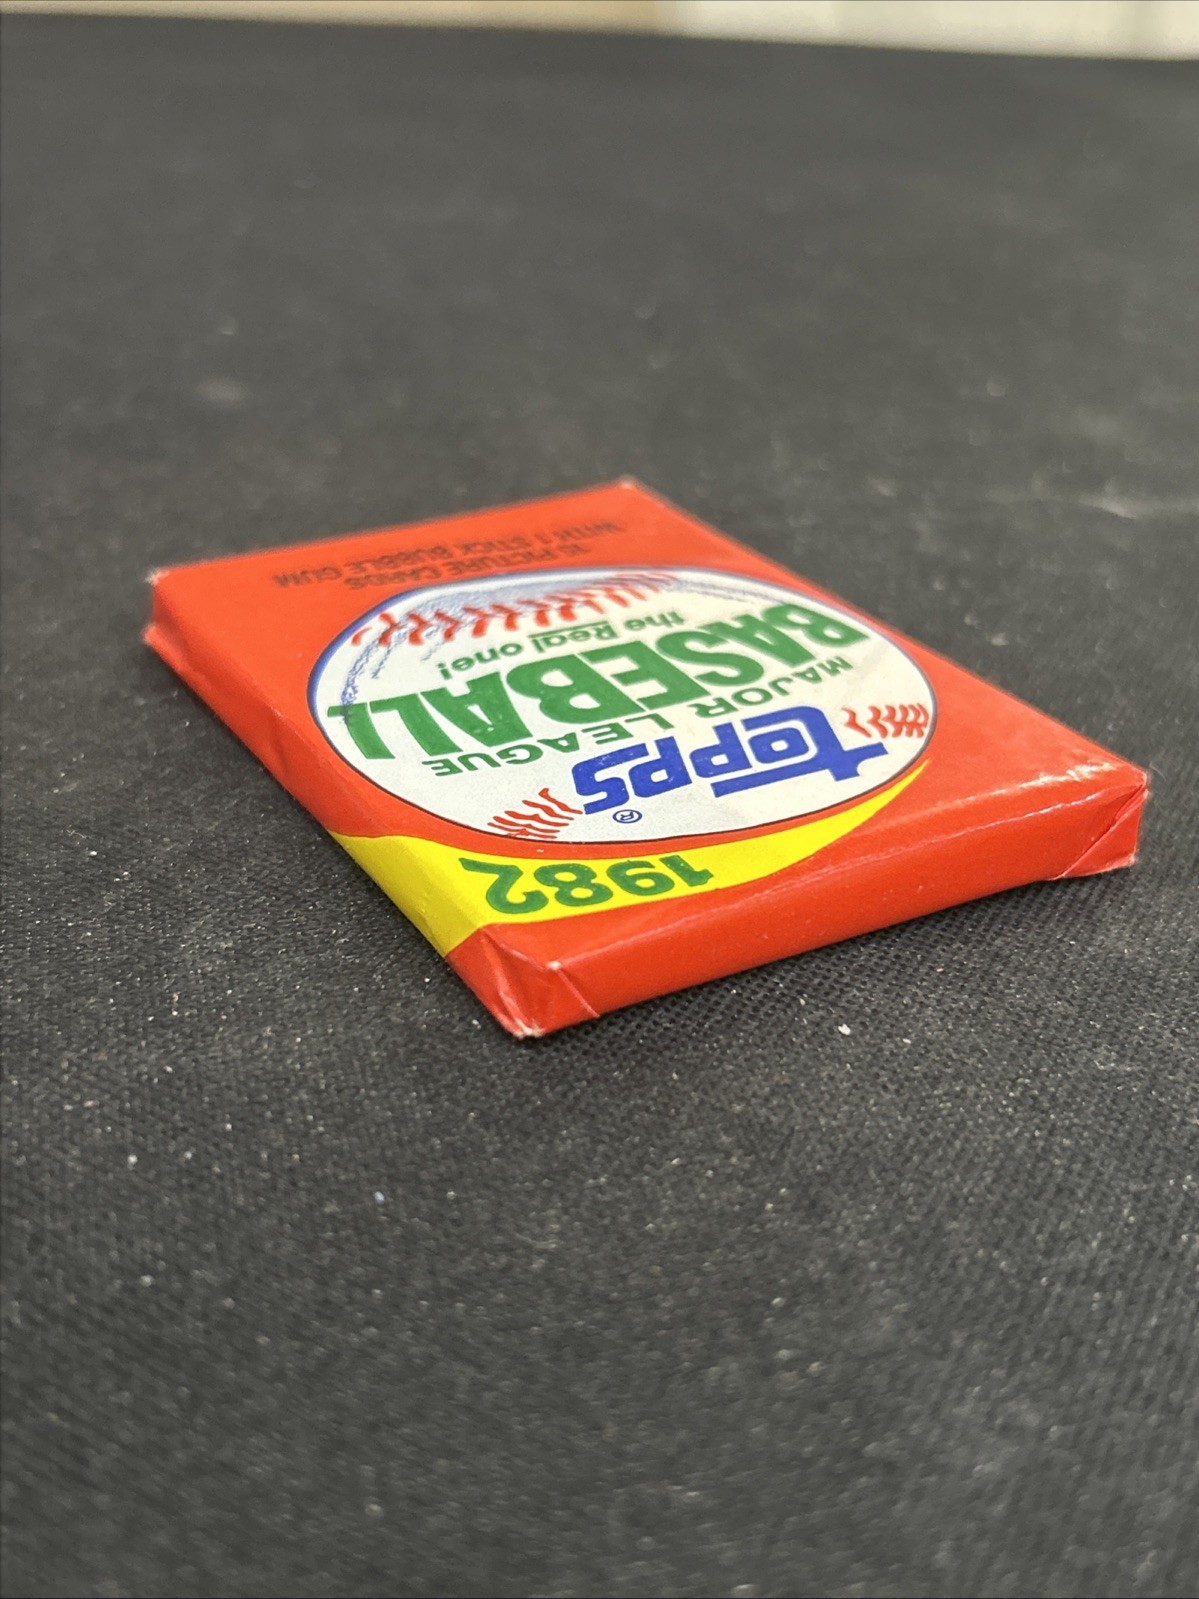 1982
topps®
MAJOR LEAGUE
BASEBALL
the Real one!
15 PICTURE CARDS
WITH 1 STICK BUBBLE GUM